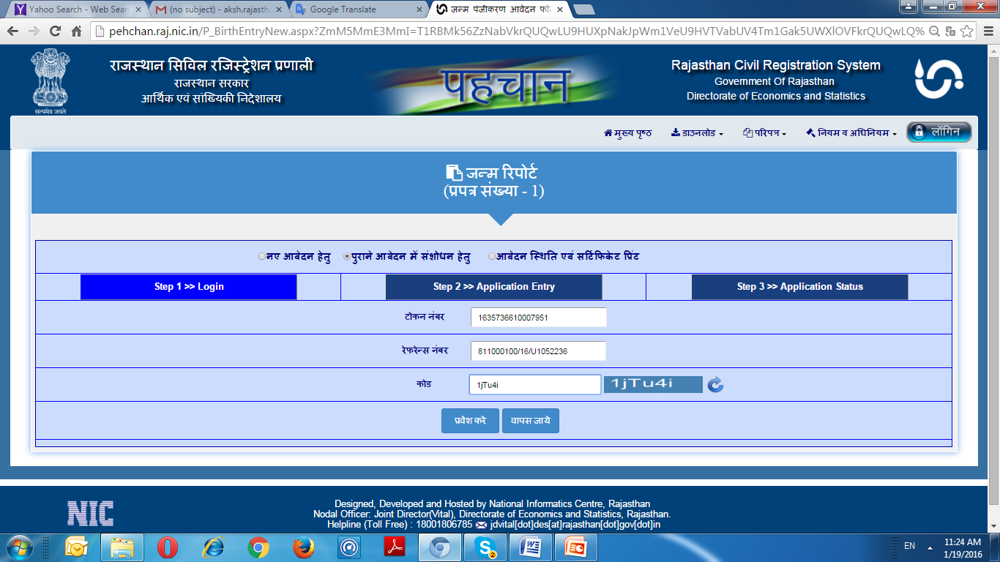 Yahoo Search - Web Sear
(no subject) - aksh.rajasth
Google Translate
जन्म पंजीकरण आवेदन फॉ
pehchan.raj.nic.in/P_BirthEntryNew.aspx?ZmM5MmE3MmI=T1RBMk56ZzNabVkrQUQwLU9HUXpNakJpWm1VeU9HVTVabUV4Tm1Gak5UWXlOVFkrQUQwLQ%
राजस्थान सिविल रजिस्ट्रेशन प्रणाली
राजस्थान सरकार
आर्थिक एवं सांख्यिकी निदेशालय
सत्यमेव जयते
पहचान
Rajasthan Civil Registration System
Government Of Rajasthan
Directorate of Economics and Statistics
मुख्य पृष्ठ डाउनलोड परिपत्र नियम व अधिनियम लॉगिन
जन्म रिपोर्ट
(प्रपत्र संख्या - 1)
नए आवेदन हेतु पुराने आवेदन में संशोधन हेतु आवेदन स्थिति एवं सर्टिफिकेट प्रिंट
Step 1 >> Login Step 2 >> Application Entry Step 3 >> Application Status
टोकन नंबर 1635736610007951
रेफरेन्स नंबर 811000100/16/U1052236
कोड 1jTu4i 1jTu4i
प्रवेश करे वापस जाये
NIC
Designed, Developed and Hosted by National Informatics Centre, Rajasthan
Nodal Officer: Joint Director(Vital), Directorate of Economics and Statistics, Rajasthan.
Helpline (Toll Free) : 18001806785 jdvital[dot]des[at]rajasthan[dot]gov[dot]in
2
EN
11:24 AM
1/19/2016